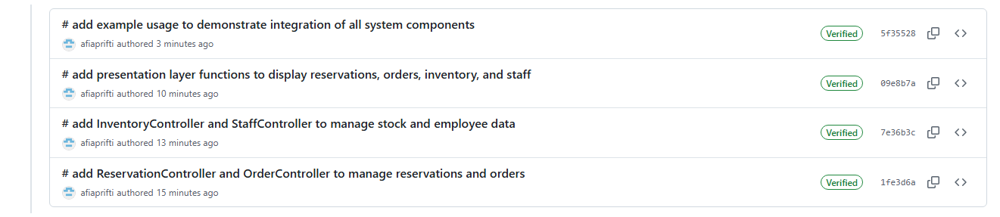 # add example usage to demonstrate integration of all system components
afiaprifti authored 3 minutes ago
Verified
5f35528
# add presentation layer functions to display reservations, orders, inventory, and staff
afiaprifti authored 10 minutes ago
Verified
09e8b7a
# add InventoryController and StaffController to manage stock and employee data
afiaprifti authored 13 minutes ago
Verified
7e36b3c
# add ReservationController and OrderController to manage reservations and orders
afiaprifti authored 15 minutes ago
Verified
1fe3d6a